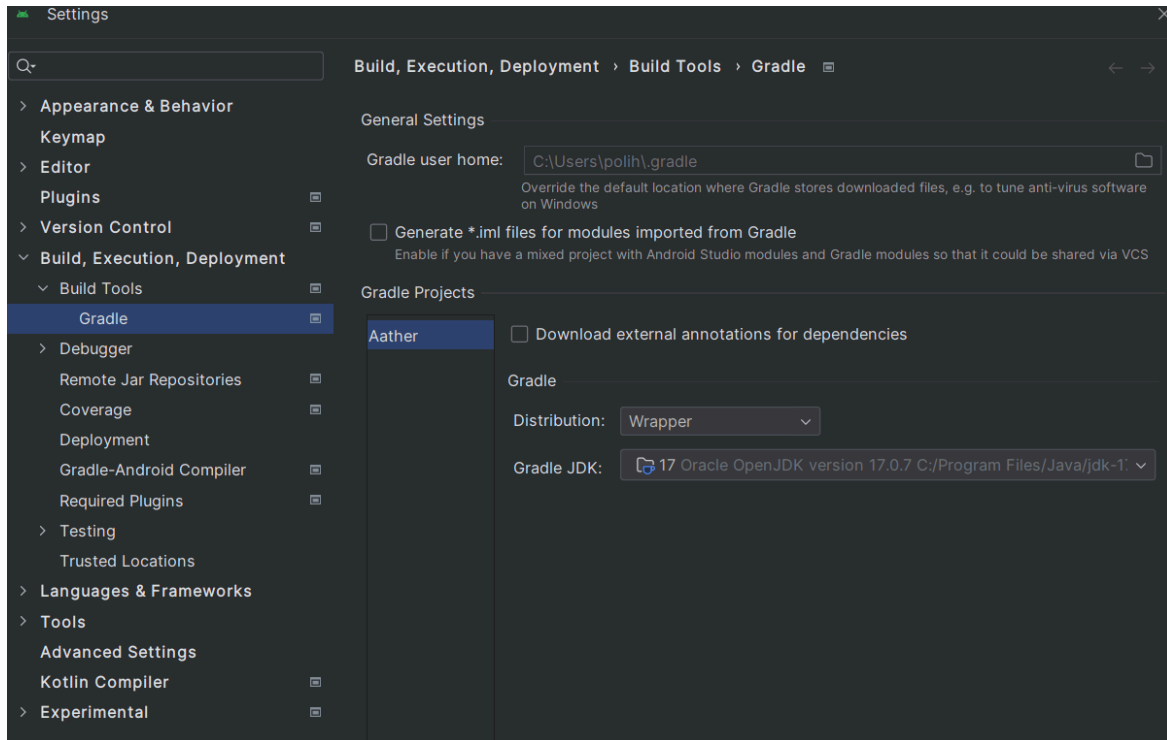 Settings
Build, Execution, Deployment › Build Tools › Gradle
Appearance & Behavior
Keymap
Editor
Plugins
Version Control
Build, Execution, Deployment
Build Tools
Gradle
Debugger
Remote Jar Repositories
Coverage
Deployment
Gradle-Android Compiler
Required Plugins
Testing
Trusted Locations
Languages & Frameworks
Tools
Advanced Settings
Kotlin Compiler
Experimental
General Settings
Gradle user home: C:\Users\polih\.gradle
Override the default location where Gradle stores downloaded files, e.g. to tune anti-virus software
on Windows
Generate *.iml files for modules imported from Gradle
Enable if you have a mixed project with Android Studio modules and Gradle modules so that it could be shared via VCS
Gradle Projects
Aather
Download external annotations for dependencies
Gradle
Distribution: Wrapper
Gradle JDK: 17 Oracle OpenJDK version 17.0.7 C:/Program Files/Java/jdk-17